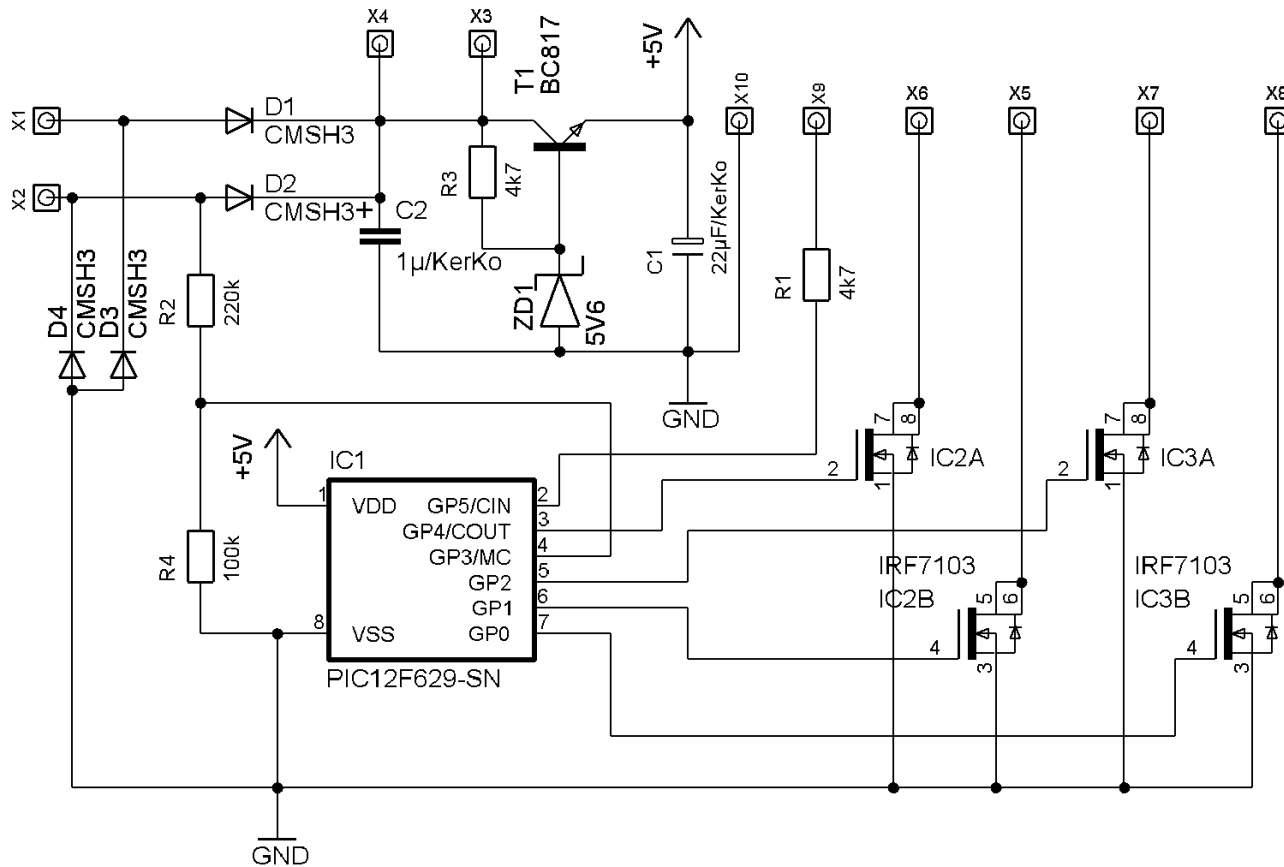 X4
X3
T1
BC817
+5V
X10
X9
X6
X5
X7
X8
X1
D1
CMSH3
X2
D2
CMSH3
+
C2
1µ/KerKo
R3
4k7
C1
22µF/KerKo
R1
4k7
D4
CMSH3
D3
CMSH3
R2
220k
ZD1
5V6
GND
+5V
IC1
1
VDD
GP5/CIN
2
GP4/COUT
3
GP3/MC
4
GP2
5
GP1
6
8
VSS
GP0
7
PIC12F629-SN
R4
100k
GND
7
8
2
1
IC2A
7
8
2
1
IC3A
IRF7103
IC2B
5
6
4
3
IRF7103
IC3B
5
6
4
3